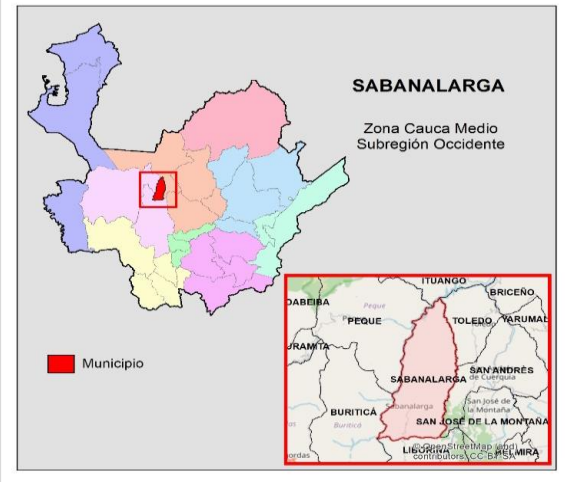 SABANALARGA
Zona Cauca Medio
Subregión Occidente
Municipio
ITUANGO
BRICEÑO
DABEIBA
Peque
PEQUE
TOLEDO
YARUMAL
URAMITA
SAN ANDRÉS
de Cuerquia
SABANALARGA
Sabanalarga
San José de
la Montaña
BURITICÁ
Buriticá
SAN JOSÉ DE LA MONTAÑA
© OpenStreetMap (and)
contributors, CC-BY-SA
LIBORINA
BELMIRA